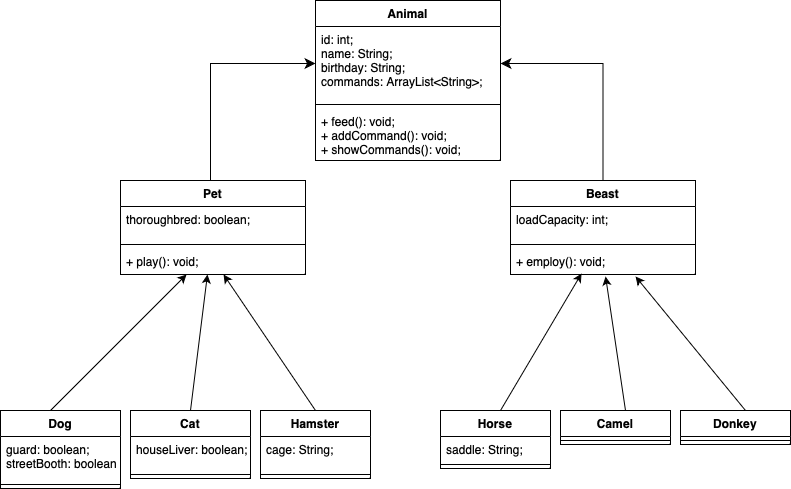 Animal
id: int;
name: String;
birthday: String;
commands: ArrayList<String>;
+ feed(): void;
+ addCommand(): void;
+ showCommands(): void;
Pet
thoroughbred: boolean;
+ play(): void;
Beast
loadCapacity: int;
+ employ(): void;
Dog
guard: boolean;
streetBooth: boolean
Cat
houseLiver: boolean;
Hamster
cage: String;
Horse
saddle: String;
Camel
Donkey